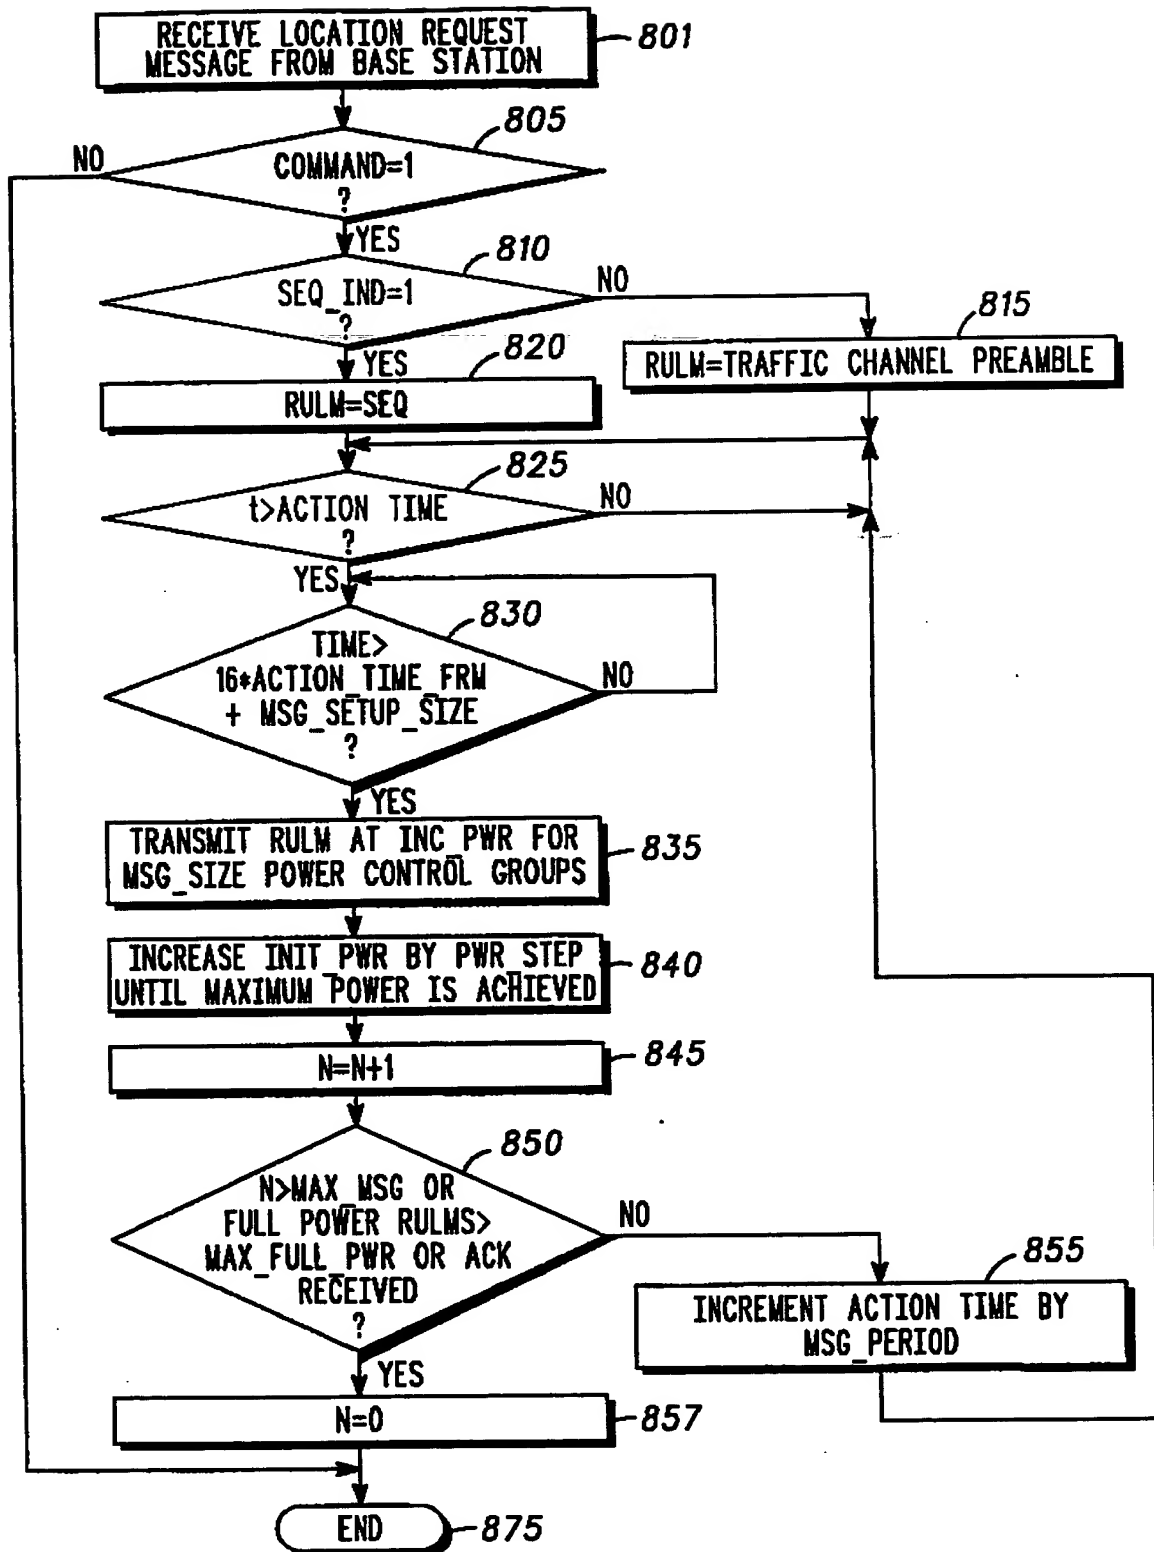 RECEIVE LOCATION REQUEST
MESSAGE FROM BASE STATION
801
805
NO
COMMAND=1
?
YES
810
SEQ_IND=1
?
NO
YES
815
RULM=TRAFFIC CHANNEL PREAMBLE
820
RULM=SEQ
825
t>ACTION TIME
?
NO
YES
830
TIME>
16*ACTION_TIME_FRM
+ MSG_SETUP_SIZE
?
NO
YES
TRANSMIT RULM AT INC_PWR FOR
MSG_SIZE POWER CONTROL GROUPS
835
INCREASE INIT_PWR BY PWR_STEP
UNTIL MAXIMUM POWER IS ACHIEVED
840
N=N+1
845
850
N>MAX_MSG OR
FULL POWER RULMS>
MAX_FULL_PWR OR ACK
RECEIVED
?
NO
855
INCREMENT ACTION TIME BY
MSG_PERIOD
YES
N=0
857
END
875